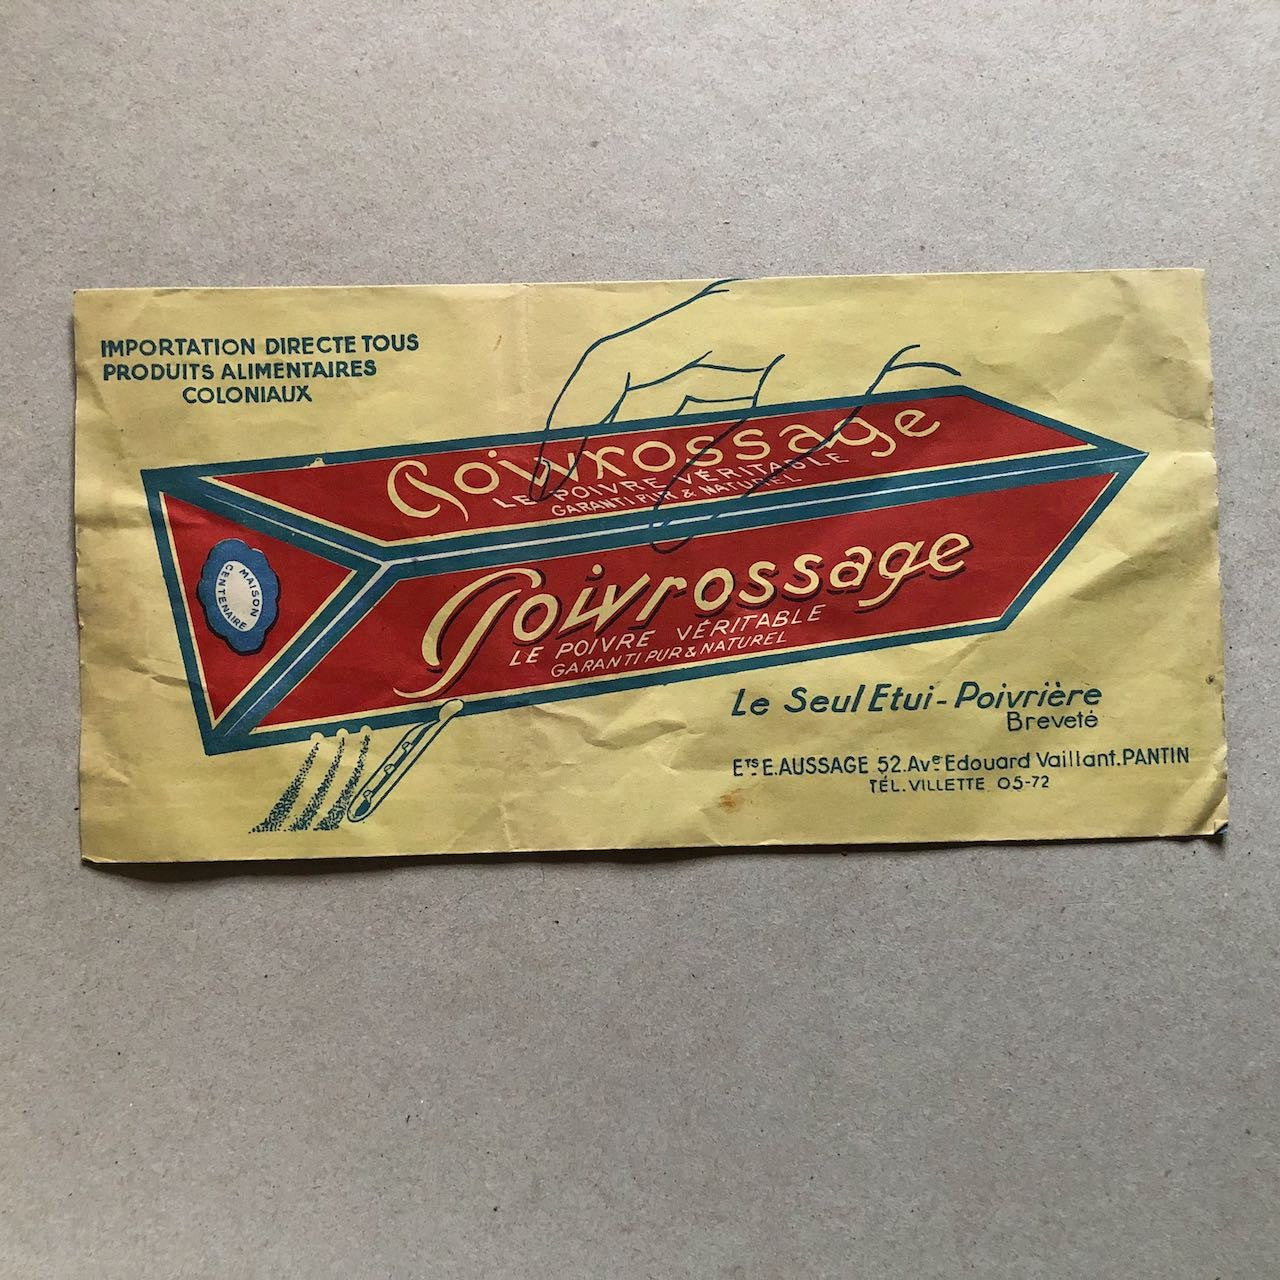 IMPORTATION DIRECTE TOUS
PRODUITS ALIMENTAIRES
COLONIAUX
Poivrossage
LE POIVRE VÉRITABLE
GARANTI PUR & NATUREL
MAISON
CENTENAIRE
Poivrossage
LE POIVRE VÉRITABLE
GARANTI PUR & NATUREL
Le Seul Etui-Poivrière
Breveté
ETS E.AUSSAGE 52.Ave Edouard Vaillant.PANTIN
TÉL.VILLETTE 05-72